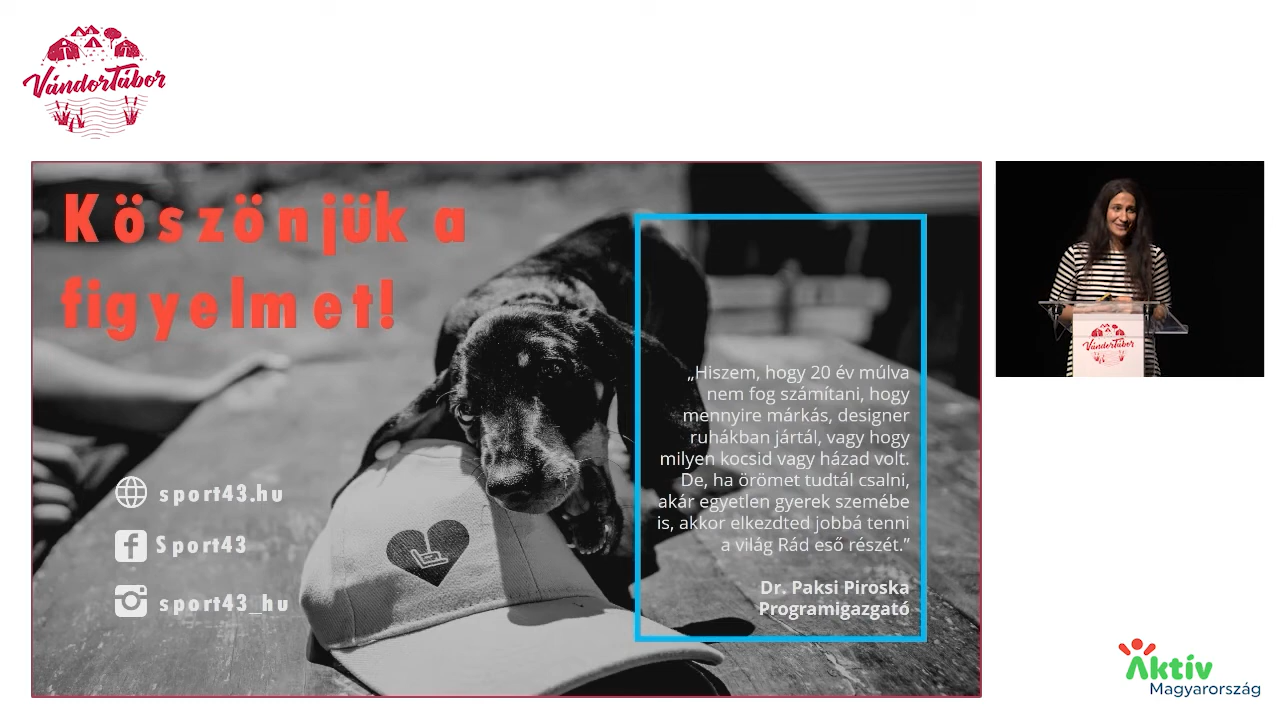 VándorTábor
Köszönjük a
figyelmet!
„Hiszem, hogy 20 év múlva
nem fog számítani, hogy
mennyire márkás, designer
ruhákban jártál, vagy hogy
milyen kocsid vagy házad volt.
De, ha örömet tudtál csalni,
akár egyetlen gyerek szemébe
is, akkor elkezdted jobbá tenni
a világ Rád eső részét.”
Dr. Paksi Piroska
Programigazgató
sport43.hu
Sport43
sport43_hu
VándorTábor
Aktív
Magyarország